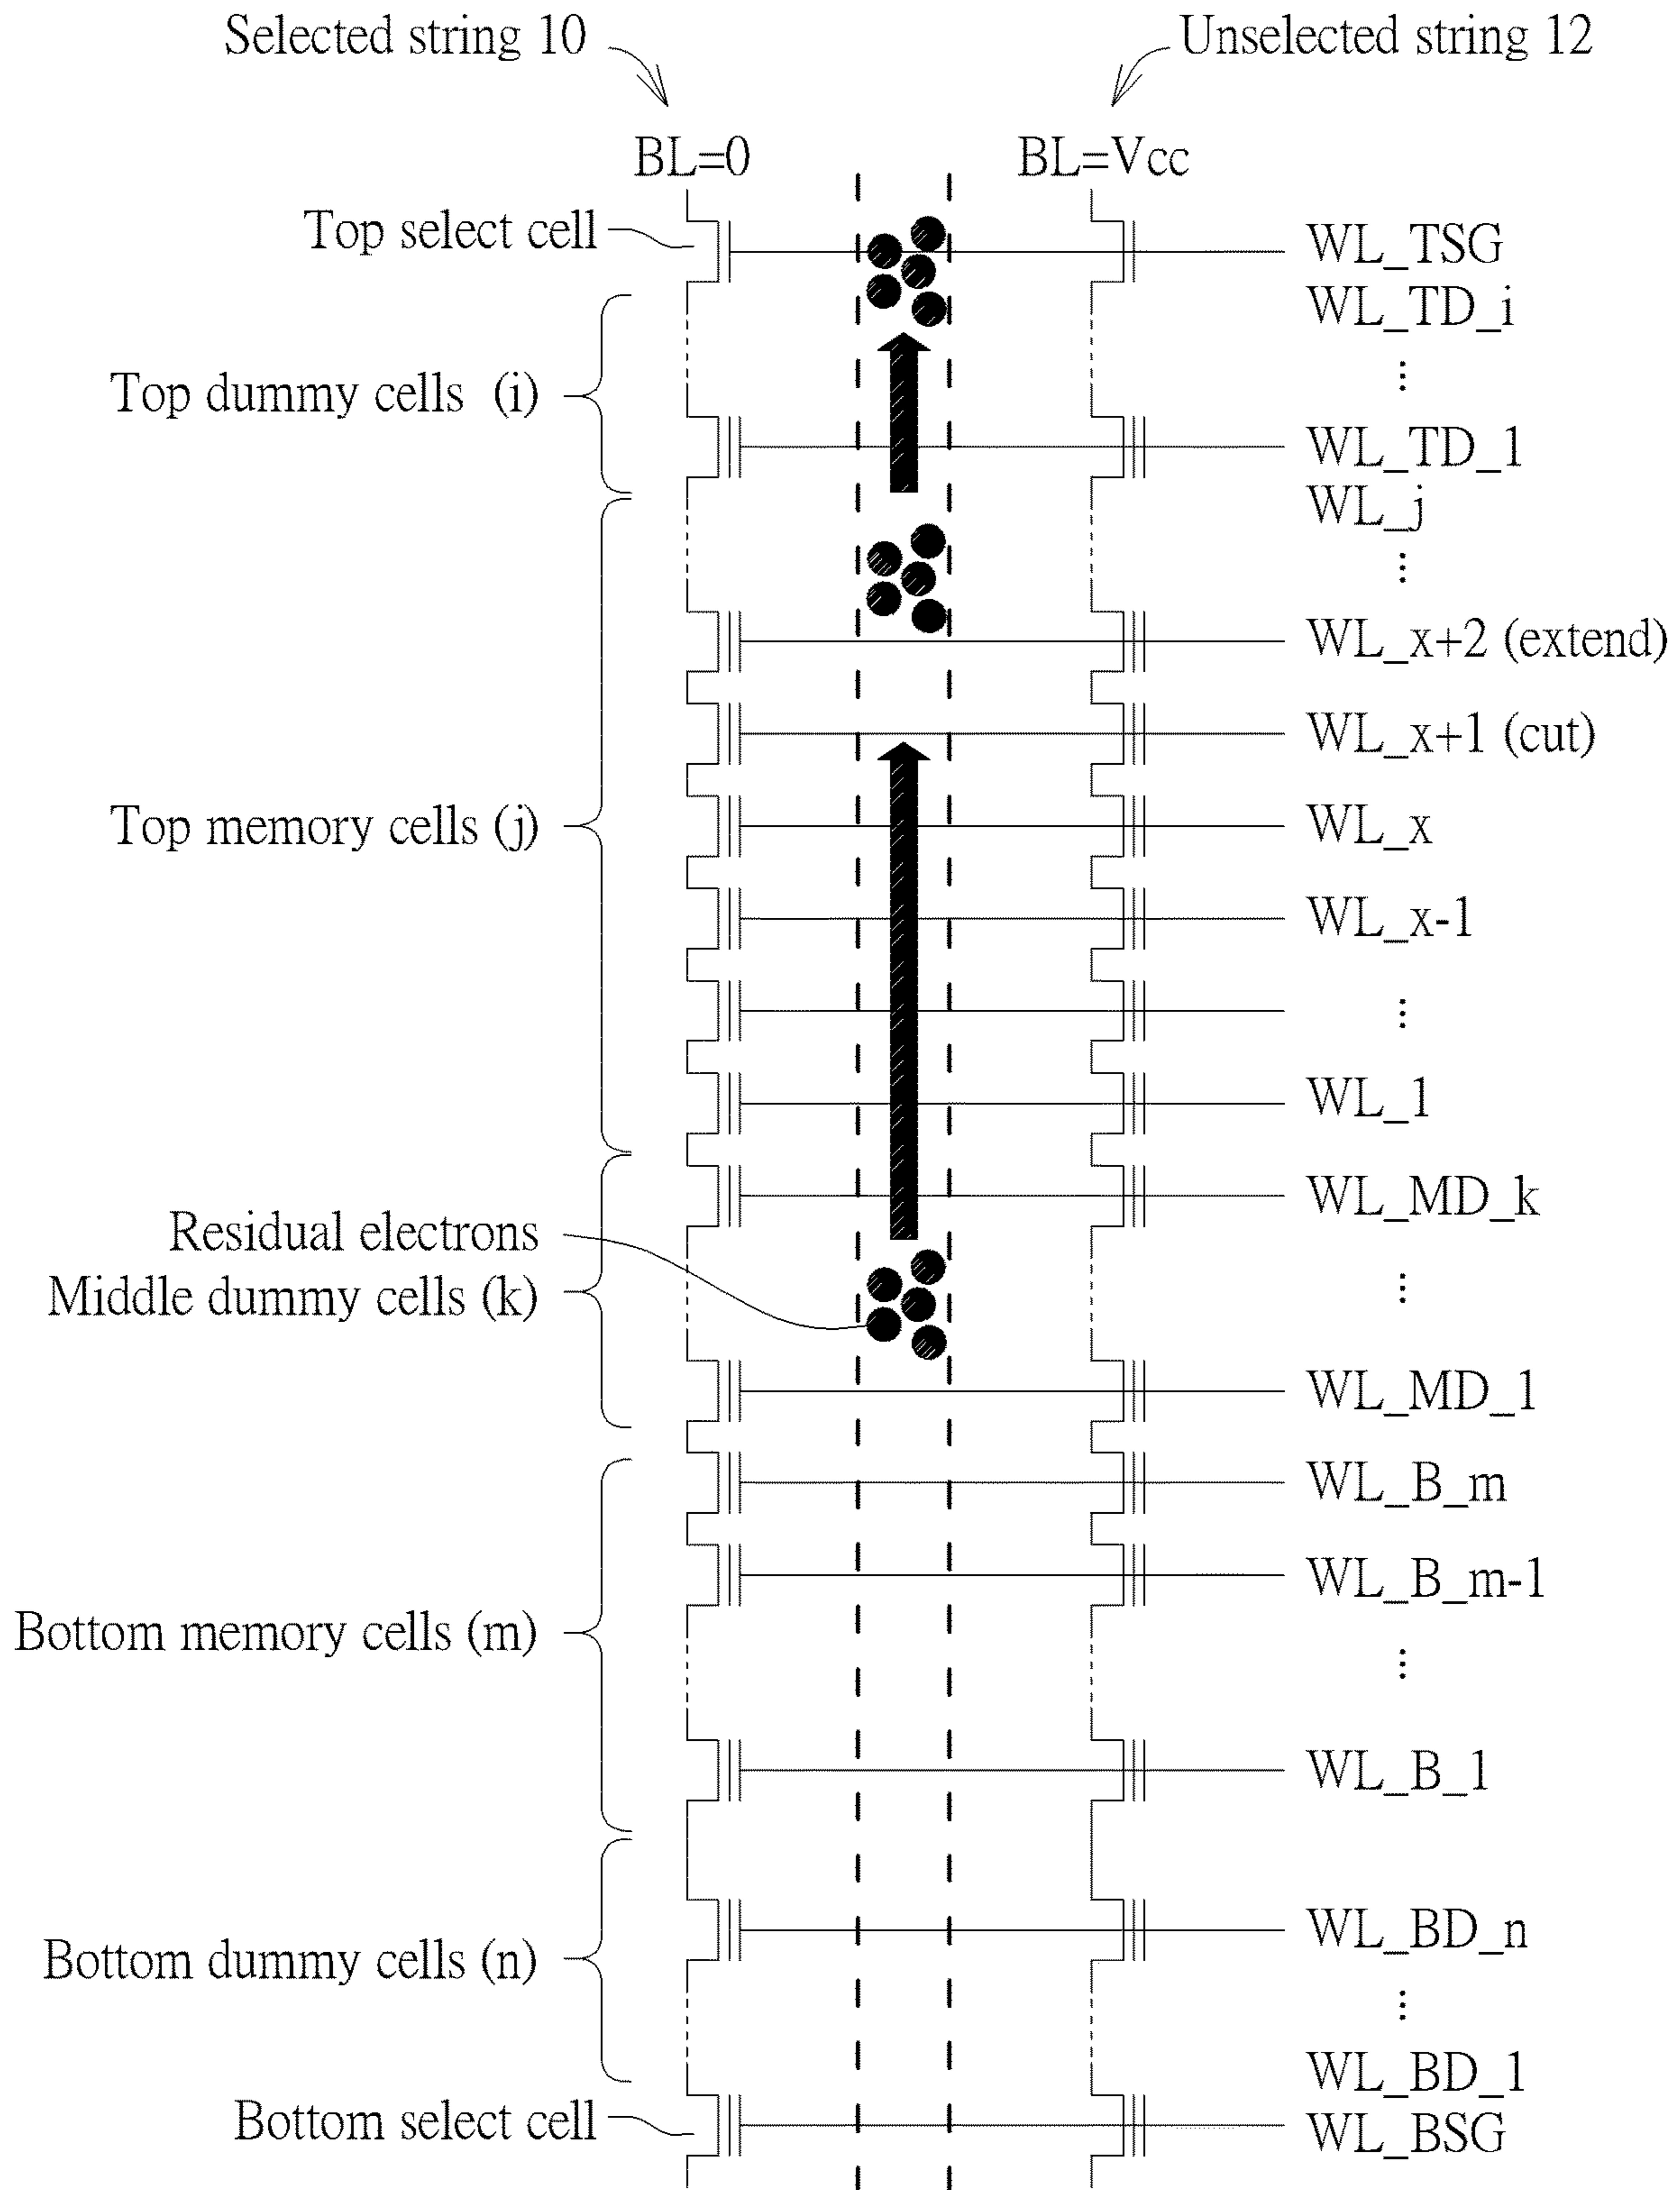 Selected string 10
Unselected string 12
BL=0
BL=Vcc
Top select cell
WL_TSG
WL_TD_i
Top dummy cells (i)
⋮
WL_TD_1
WL_j
⋮
WL_x+2 (extend)
WL_x+1 (cut)
Top memory cells (j)
WL_x
WL_x-1
⋮
WL_1
WL_MD_k
Residual electrons
Middle dummy cells (k)
⋮
WL_MD_1
WL_B_m
WL_B_m-1
Bottom memory cells (m)
⋮
WL_B_1
WL_BD_n
Bottom dummy cells (n)
⋮
WL_BD_1
Bottom select cell
WL_BSG